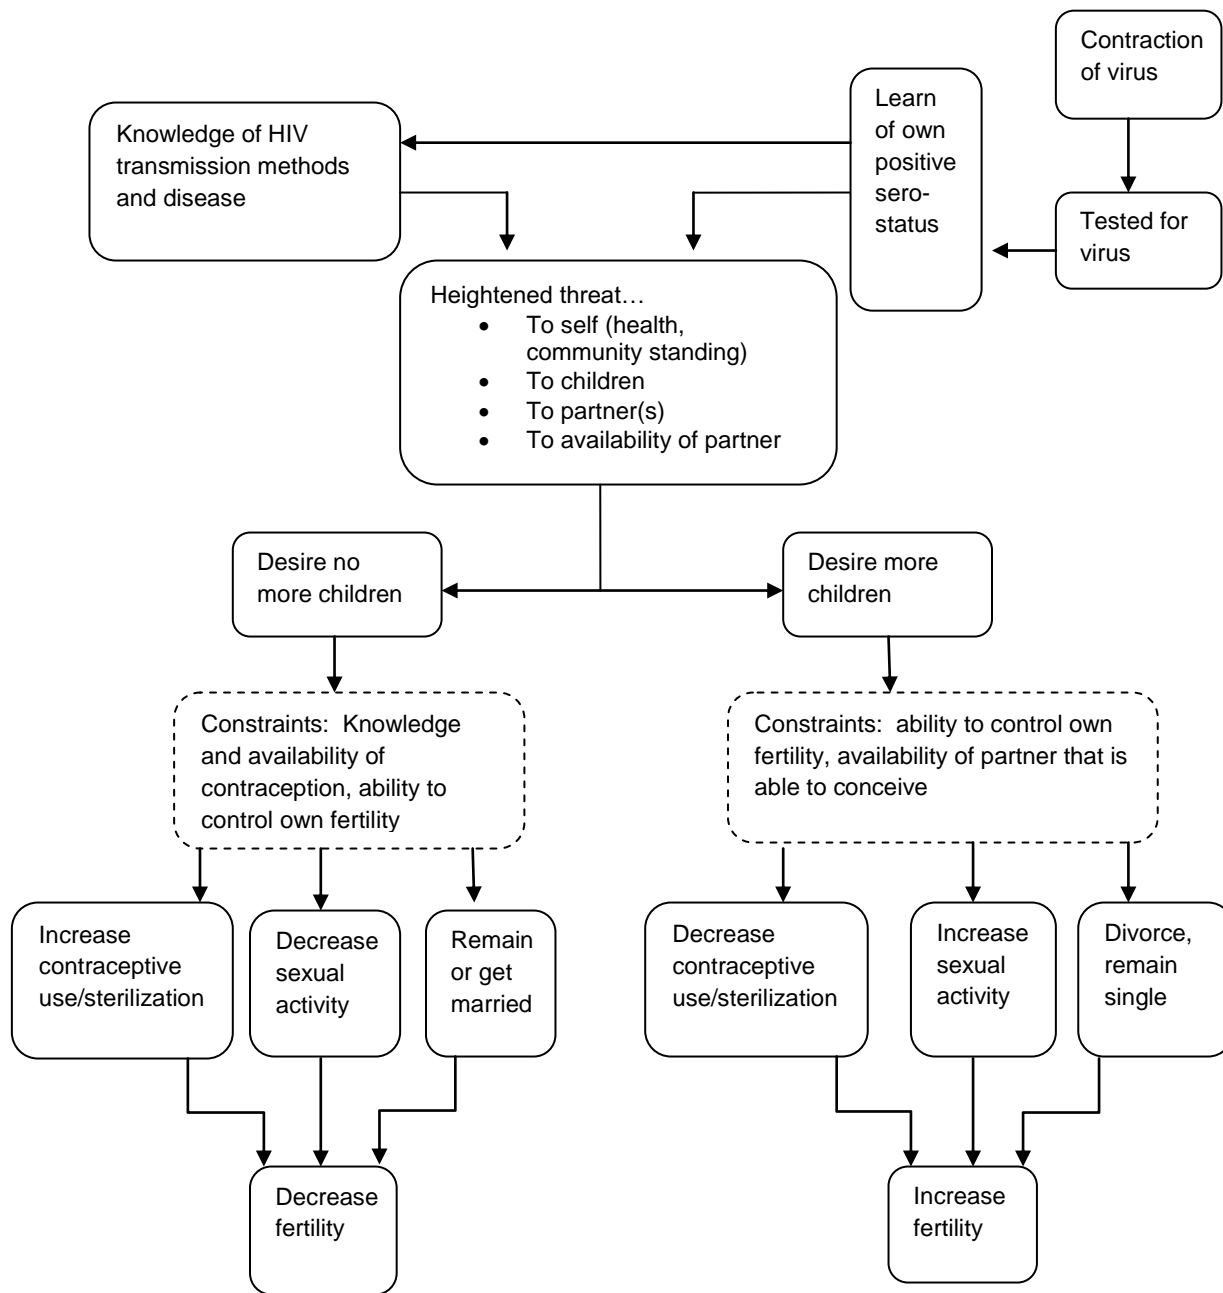 Contraction
of virus
Learn
of own
positive
sero-
status
Knowledge of HIV
transmission methods
and disease
Tested for
virus
Heightened threat…
• To self (health,
community standing)
• To children
• To partner(s)
• To availability of partner
Desire no
more children
Desire more
children
Constraints: Knowledge
and availability of
contraception, ability to
control own fertility
Constraints: ability to control own
fertility, availability of partner that is
able to conceive
Increase
contraceptive
use/sterilization
Decrease
sexual
activity
Remain
or get
married
Decrease
contraceptive
use/sterilization
Increase
sexual
activity
Divorce,
remain
single
Decrease
fertility
Increase
fertility